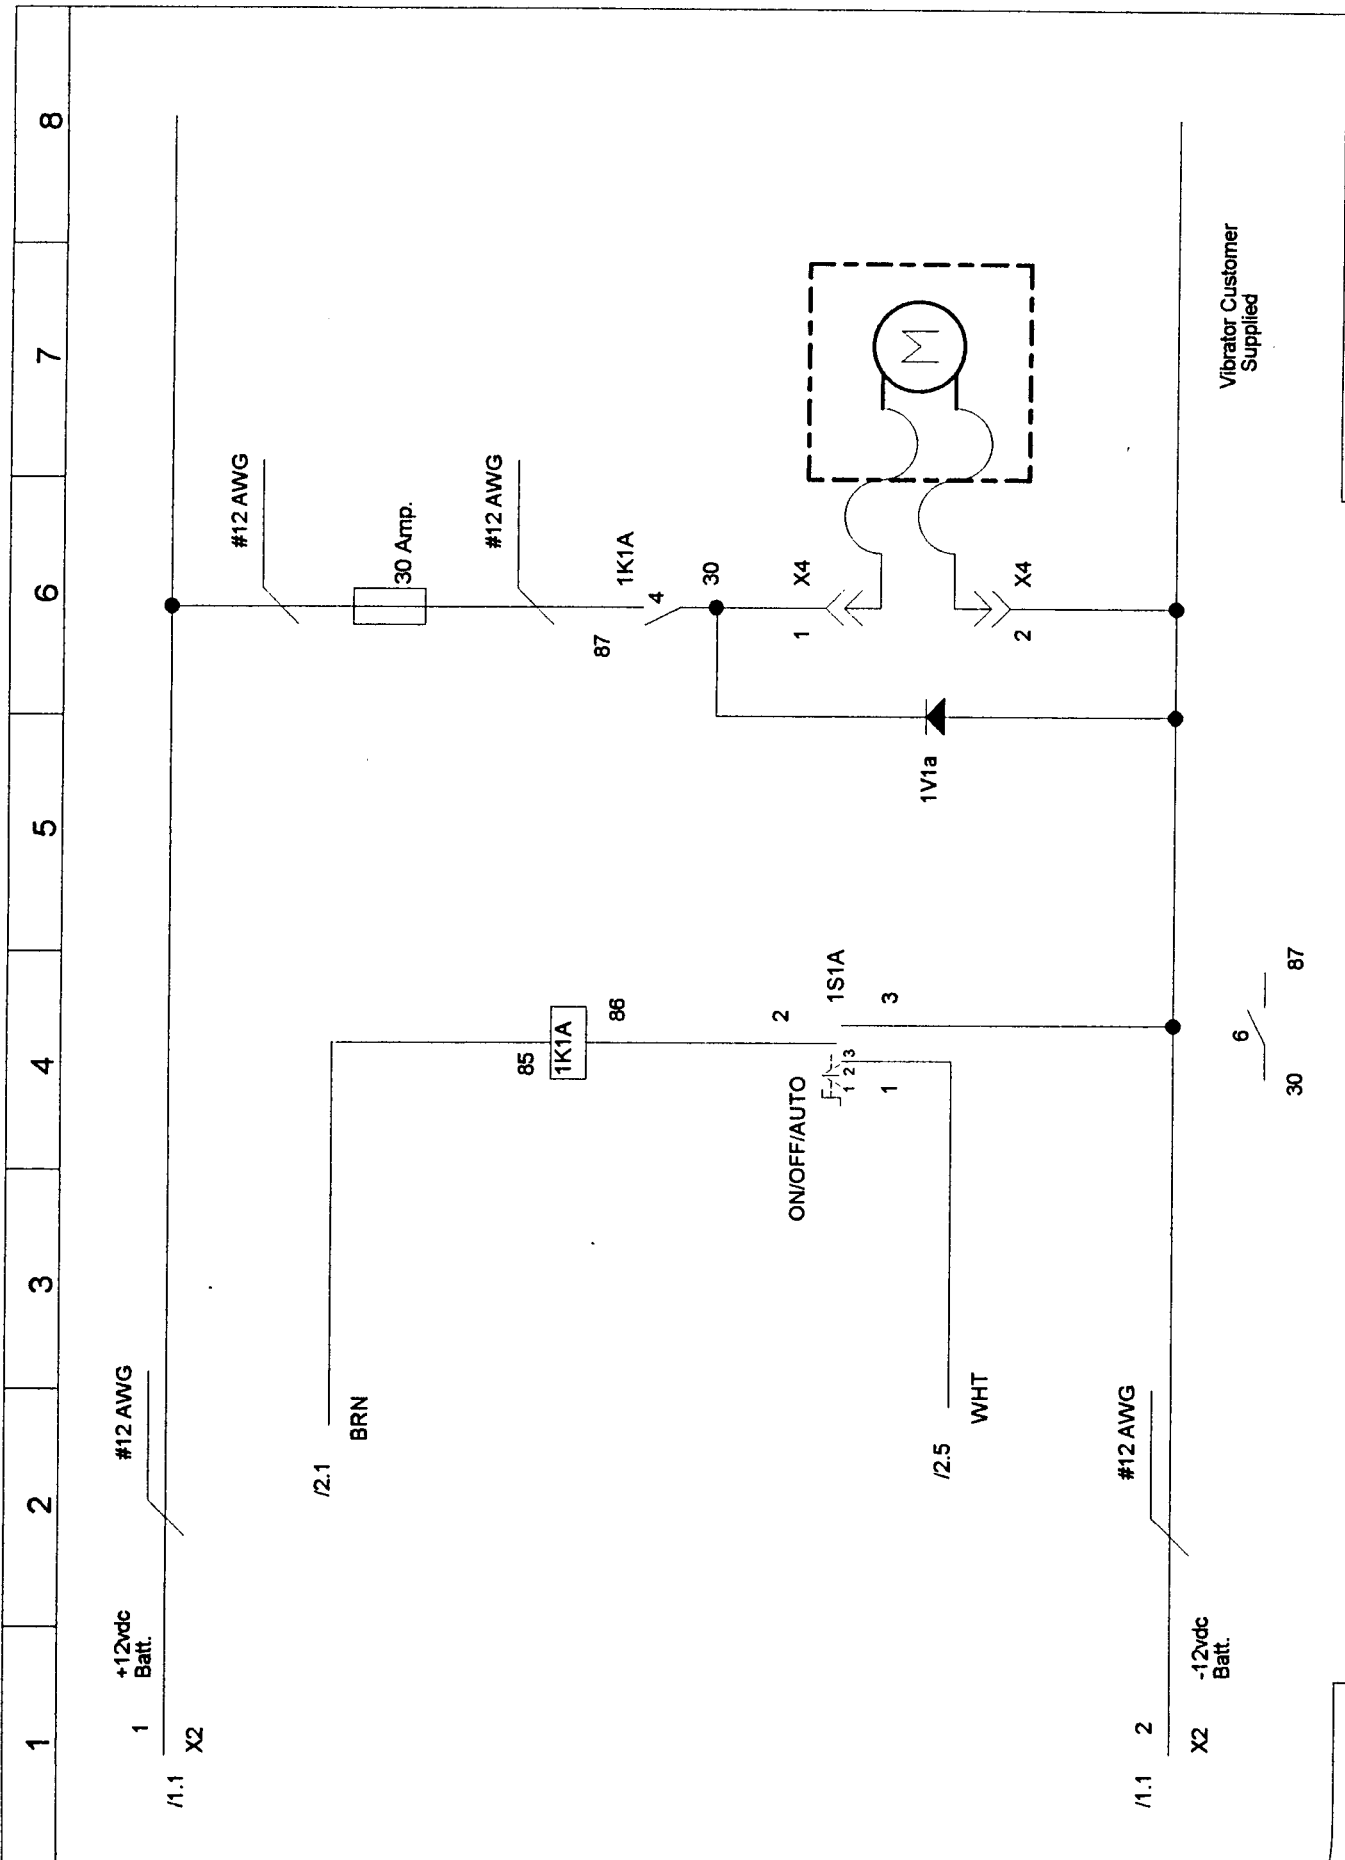 1
2
3
4
5
6
7
8
/1.1
1
X2
+12vdc
Batt.
#12 AWG
#12 AWG
30 Amp.
#12 AWG
87
1K1A
4
30
/2.1
BRN
85
1K1A
86
2
1S1A
3
ON/OFF/AUTO
1 2 3
1
/2.5
WHT
1V1a
1
X4
2
X4
M
/1.1
2
X2
-12vdc
Batt.
#12 AWG
Vibrator Customer
Supplied
30
6
87